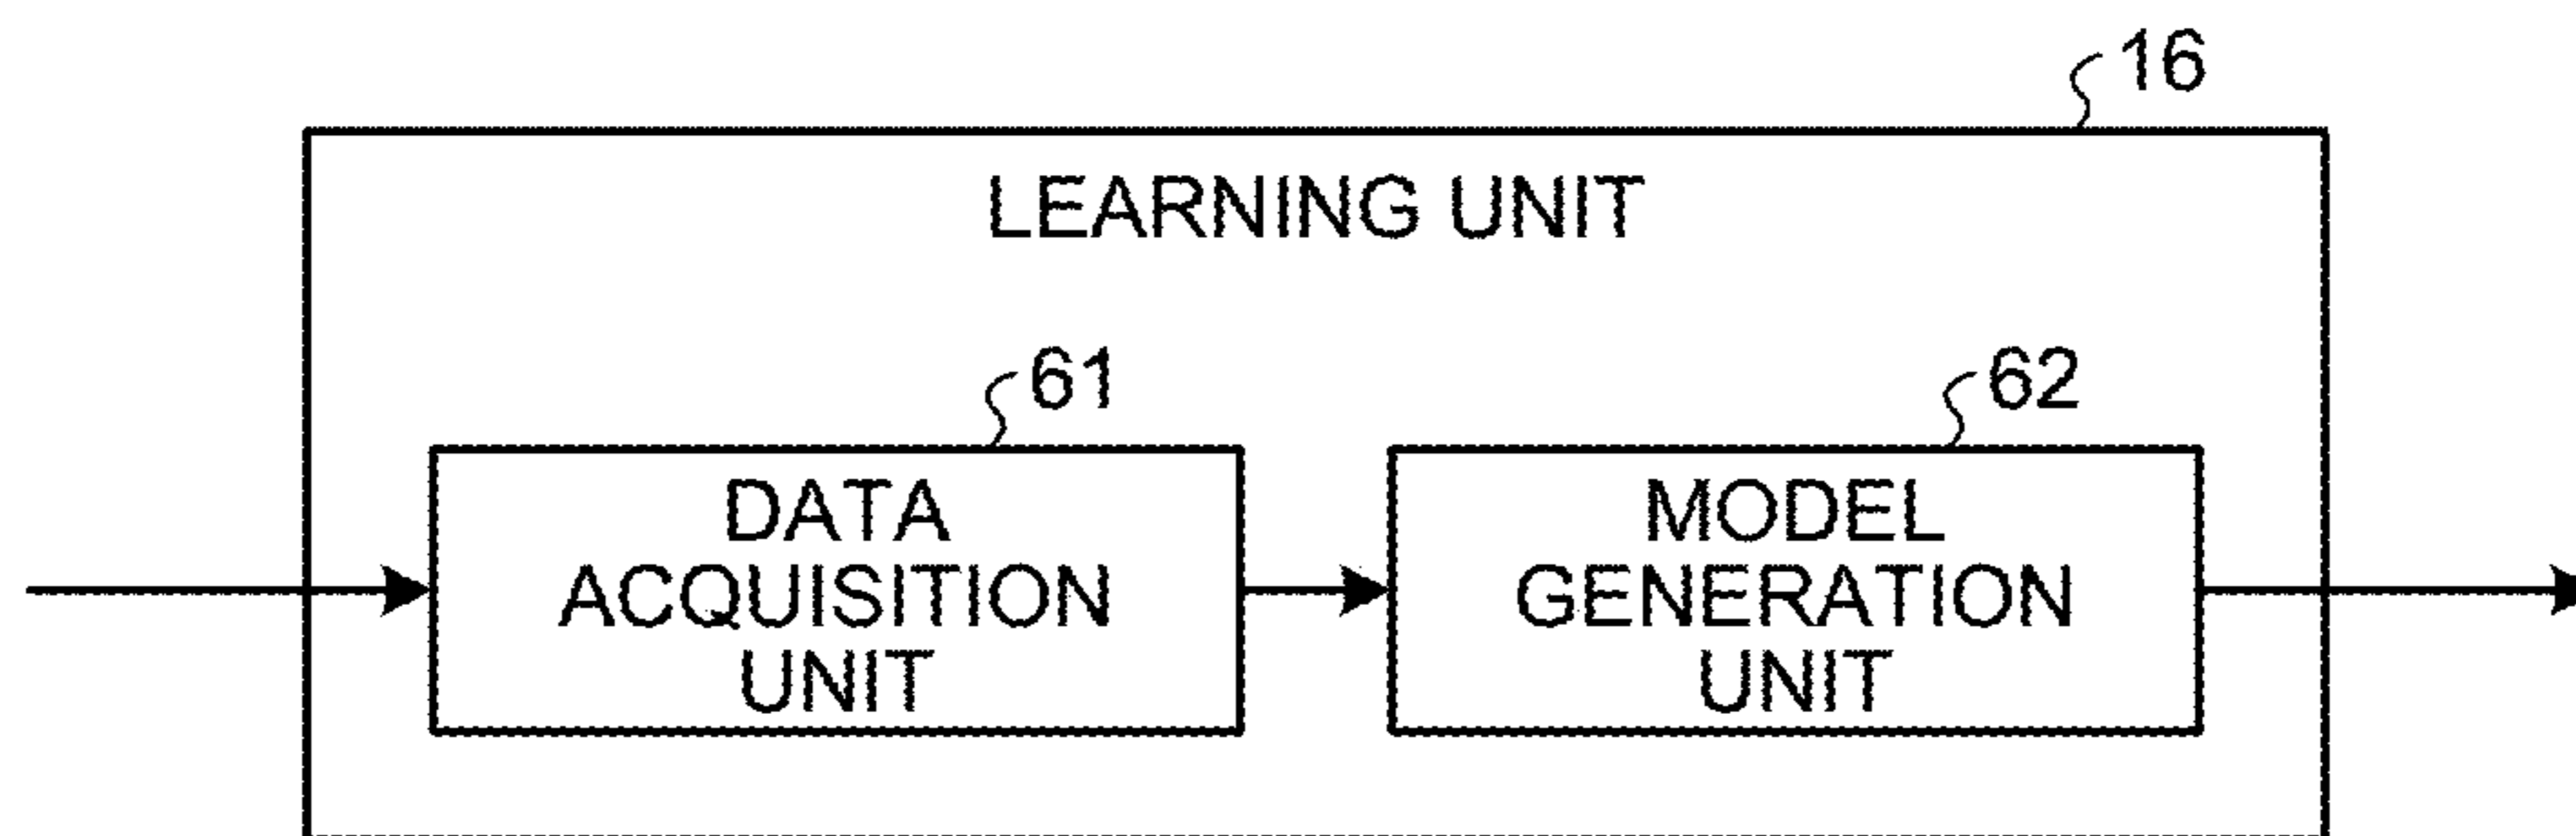 16
LEARNING UNIT
61
62
DATA
ACQUISITION
UNIT
MODEL
GENERATION
UNIT